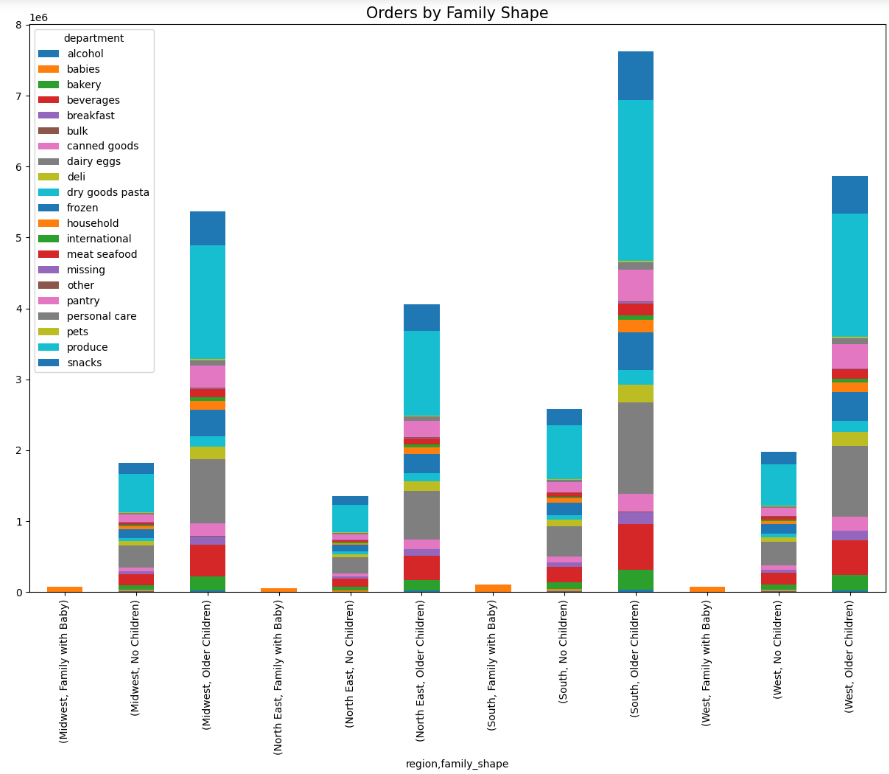 Orders by Family Shape
1e6
8
7
6
5
4
3
2
1
0
department
alcohol
babies
bakery
beverages
breakfast
bulk
canned goods
dairy eggs
deli
dry goods pasta
frozen
household
international
meat seafood
missing
other
pantry
personal care
pets
produce
snacks
(Midwest, Family with Baby)
(Midwest, No Children)
(Midwest, Older Children)
(North East, Family with Baby)
(North East, No Children)
(North East, Older Children)
(South, Family with Baby)
(South, No Children)
(South, Older Children)
(West, Family with Baby)
(West, No Children)
(West, Older Children)
region,family_shape